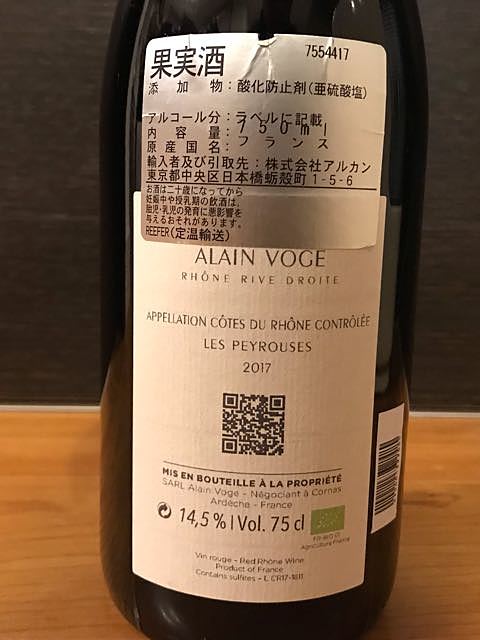 果実酒 7554417
添加物：酸化防止剤（亜硫酸塩）
アルコール分：ラベルに記載
内容量：750ml
原産国名：フランス
輸入者及び引取先：株式会社アルカン
東京都中央区日本橋蛎殻町1-5-6
お酒は二十歳になってから
妊娠中や授乳期の飲酒は、
胎児・乳児の発育に悪影響を
与えるおそれがあります。
REEFER（定温輸送）
ALAIN VOGE
RHÔNE RIVE DROITE
APPELLATION CÔTES DU RHÔNE CONTRÔLÉE
LES PEYROUSES
2017
MIS EN BOUTEILLE À LA PROPRIÉTÉ
SARL Alain Voge - Négociant à Cornas
Ardèche - France
14,5% | Vol. 75 cl
FR-BIO-01
Agriculture France
Vin rouge - Red Rhône Wine
Product of France
Contains sulfites - L CR17-1811